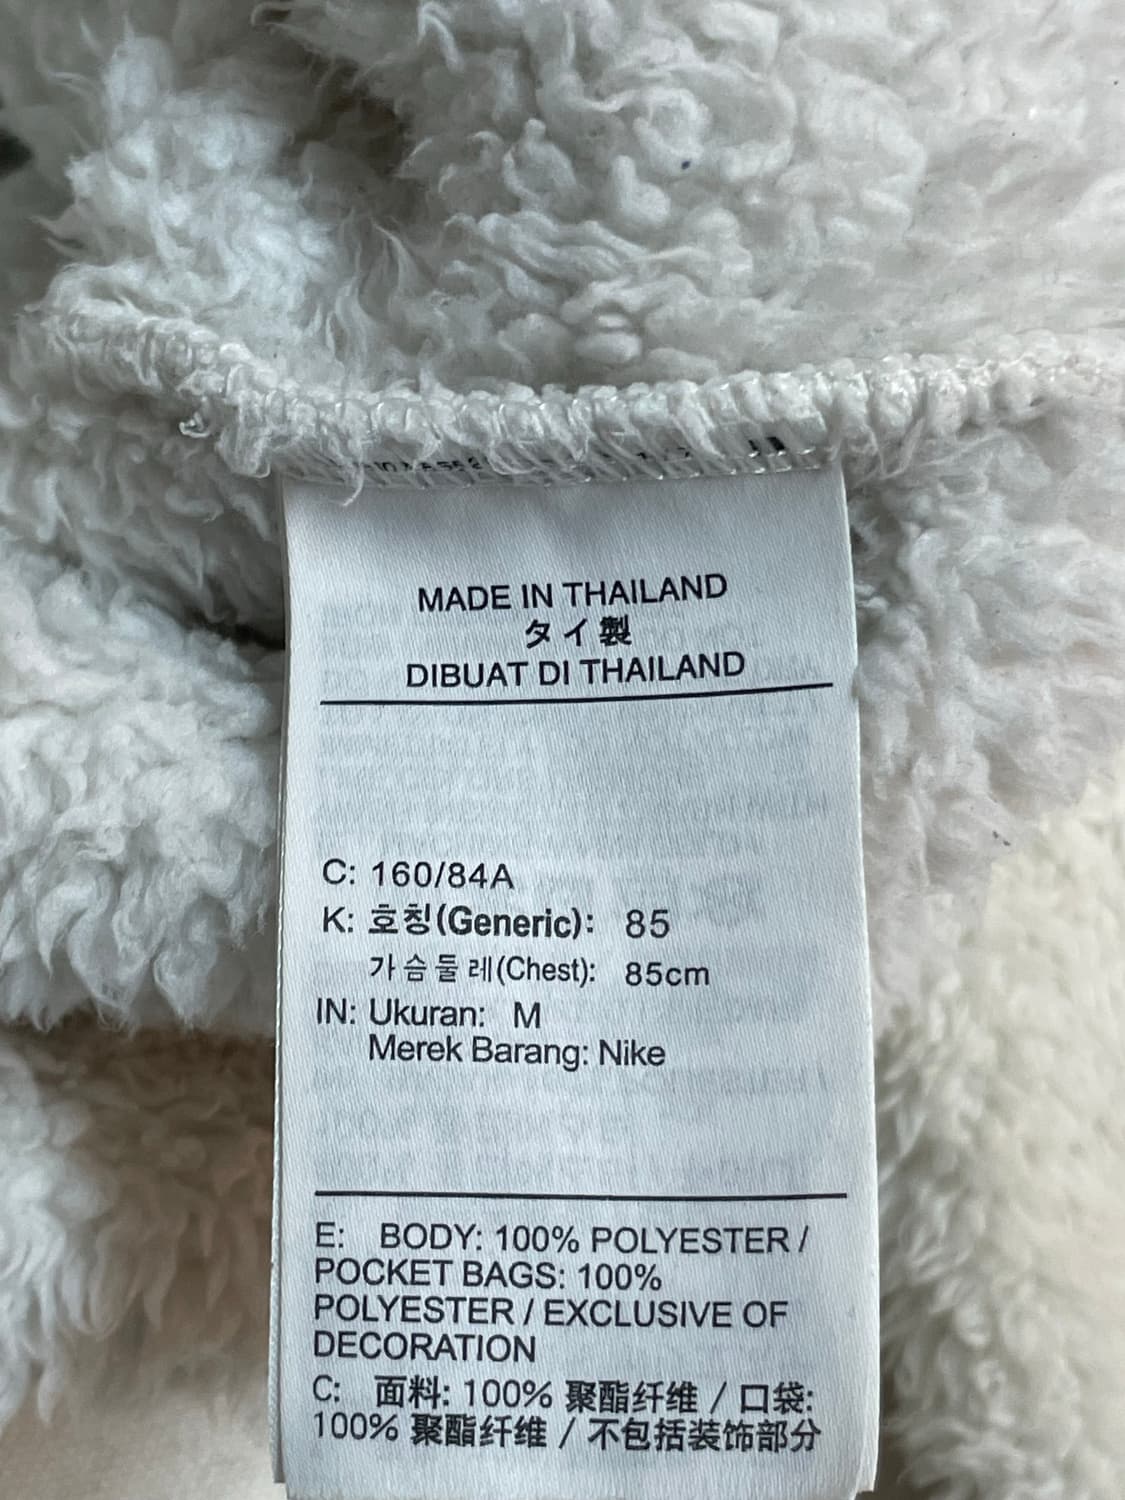 MADE IN THAILAND
タイ製
DIBUAT DI THAILAND
C: 160/84A
K: 호칭(Generic): 85
가슴둘레(Chest): 85cm
IN: Ukuran: M
Merek Barang: Nike
E: BODY: 100% POLYESTER /
POCKET BAGS: 100%
POLYESTER / EXCLUSIVE OF
DECORATION
C: 面料: 100% 聚酯纤维 / 口袋:
100% 聚酯纤维 / 不包括装饰部分